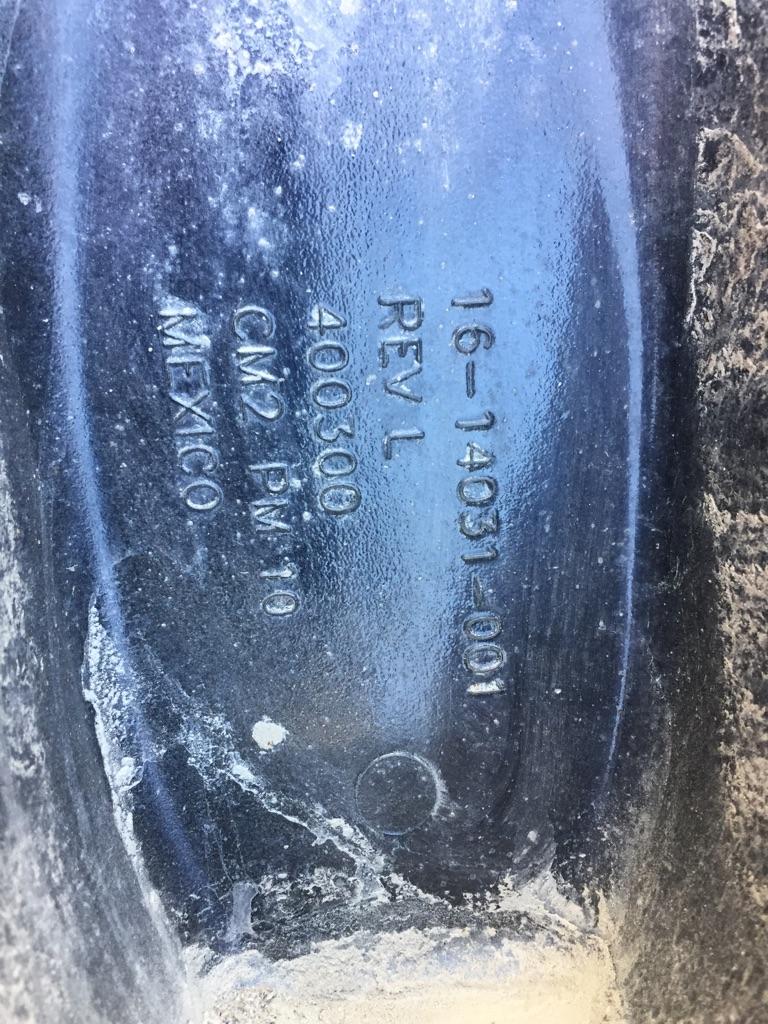 16-14031-001
REV L
400300
CM2 PM 10
MEXICO